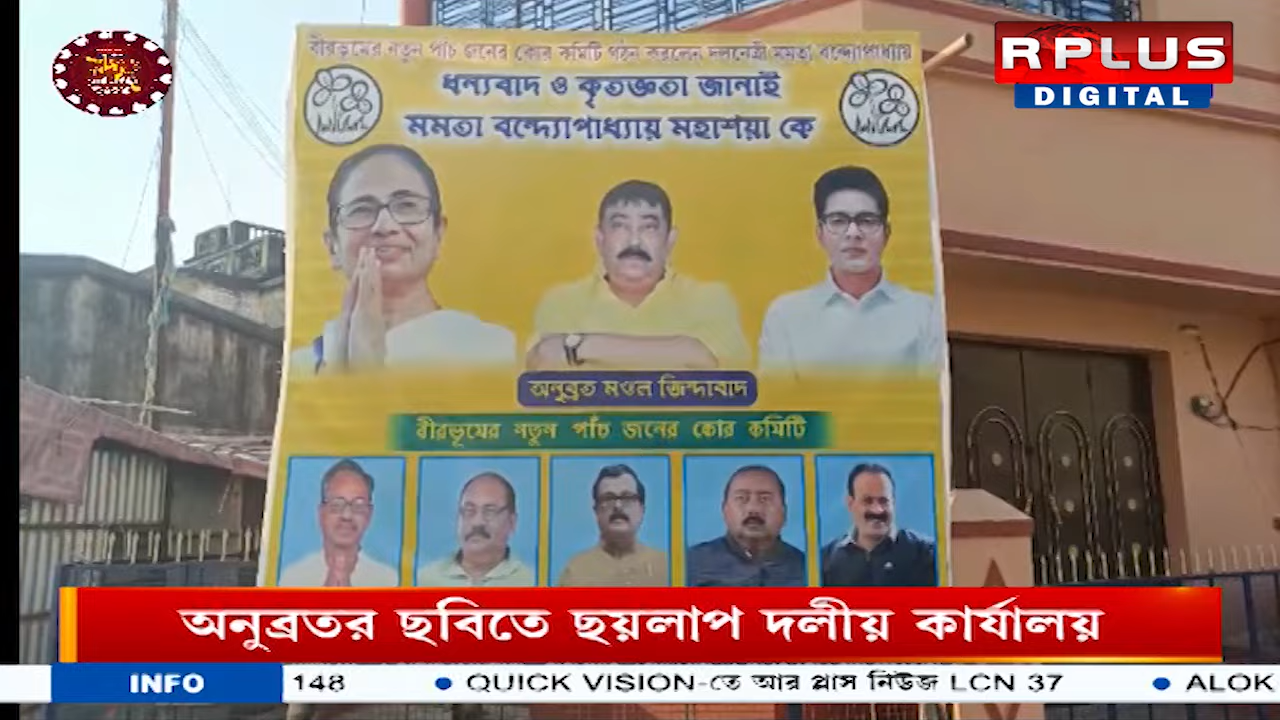 RPLUS
DIGITAL
বীরভূমের নতুন পাঁচ জনের কোর কমিটি গঠন করলেন দলনেত্রী মমতা বন্দ্যোপাধ্যায়
ধন্যবাদ ও কৃতজ্ঞতা জানাই
মমতা বন্দ্যোপাধ্যায় মহাশয়া কে
অনুব্রত মণ্ডল জিন্দাবাদ
বীরভূমের নতুন পাঁচ জনের কোর কমিটি
অনুব্রতর ছবিতে ছয়লাপ দলীয় কার্যালয়
INFO 148 • QUICK VISION-তে আর প্লাস নিউজ LCN 37 • ALOK